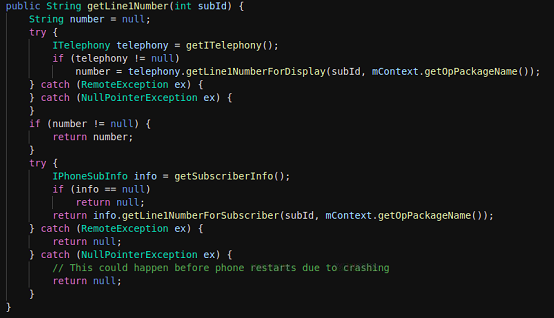 public String getLine1Number(int subId) {
    String number = null;
    try {
        ITelephony telephony = getITelephony();
        if (telephony != null)
            number = telephony.getLine1NumberForDisplay(subId, mContext.getOpPackageName());
    } catch (RemoteException ex) {
    } catch (NullPointerException ex) {
    }
    if (number != null) {
        return number;
    }
    try {
        IPhoneSubInfo info = getSubscriberInfo();
        if (info == null)
            return null;
        return info.getLine1NumberForSubscriber(subId, mContext.getOpPackageName());
    } catch (RemoteException ex) {
        return null;
    } catch (NullPointerException ex) {
        // This could happen before phone restarts due to crashing
        return null;
    }
}